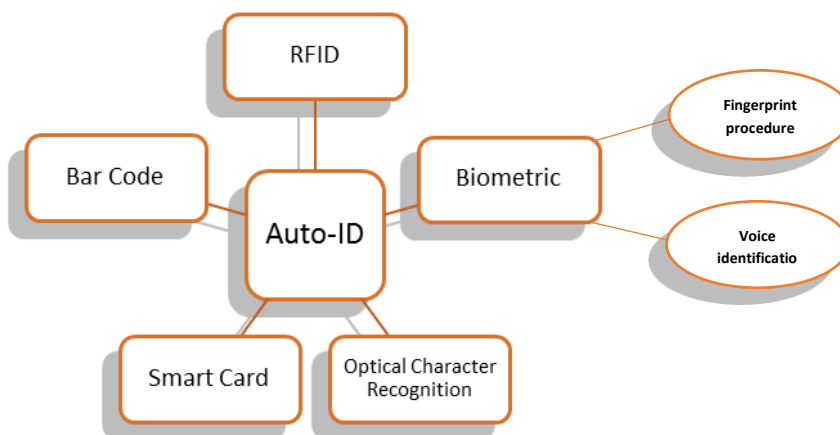 RFID
Fingerprint
procedure
Bar Code
Biometric
Auto-ID
Voice
identificatio
Smart Card
Optical Character
Recognition